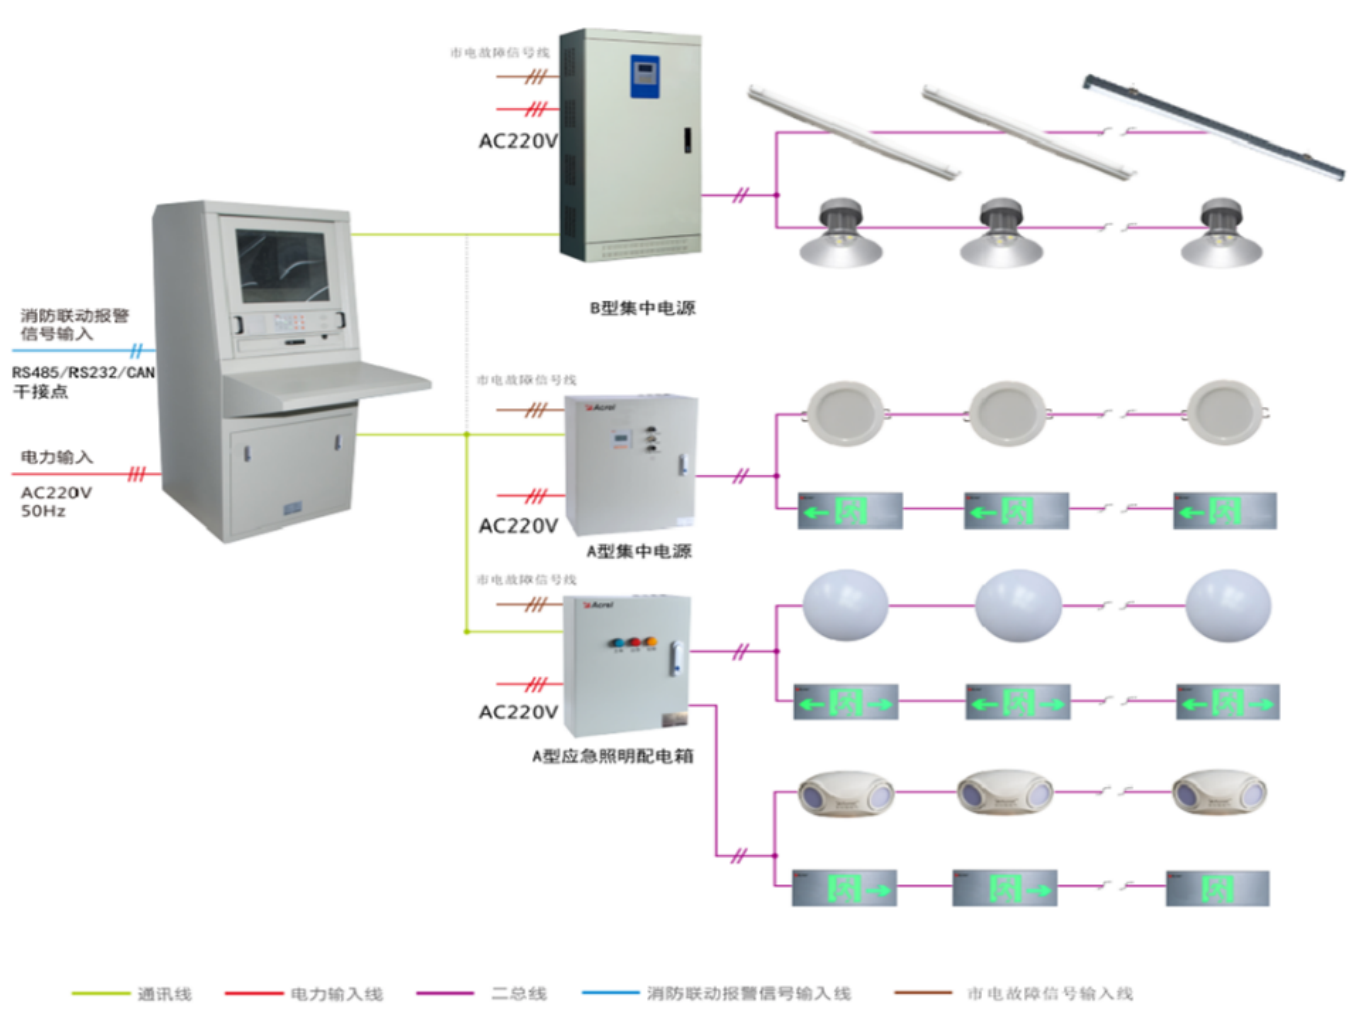 市电故障信号线
AC220V
B型集中电源
消防联动报警
信号输入
RS485/RS232/CAN
干接点
电力输入
AC220V
50Hz
市电故障信号线
Acrel
AC220V
A型集中电源
市电故障信号线
Acrel
AC220V
A型应急照明配电箱
通讯线
电力输入线
二总线
消防联动报警信号输入线
市电故障信号输入线